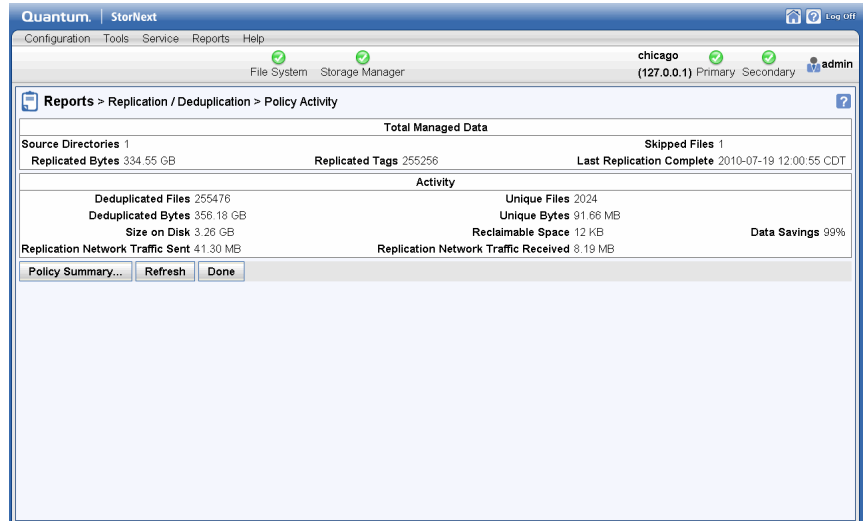 Quantum. StorNext Log Off
Configuration Tools Service Reports Help
File System Storage Manager chicago (127.0.0.1) Primary Secondary admin
Reports > Replication / Deduplication > Policy Activity ?
Total Managed Data
Source Directories 1 Skipped Files 1
Replicated Bytes 334.55 GB Replicated Tags 255256 Last Replication Complete 2010-07-19 12:00:55 CDT
Activity
Deduplicated Files 255476 Unique Files 2024
Deduplicated Bytes 356.18 GB Unique Bytes 91.66 MB
Size on Disk 3.26 GB Reclaimable Space 12 KB Data Savings 99%
Replication Network Traffic Sent 41.30 MB Replication Network Traffic Received 8.19 MB
Policy Summary... Refresh Done